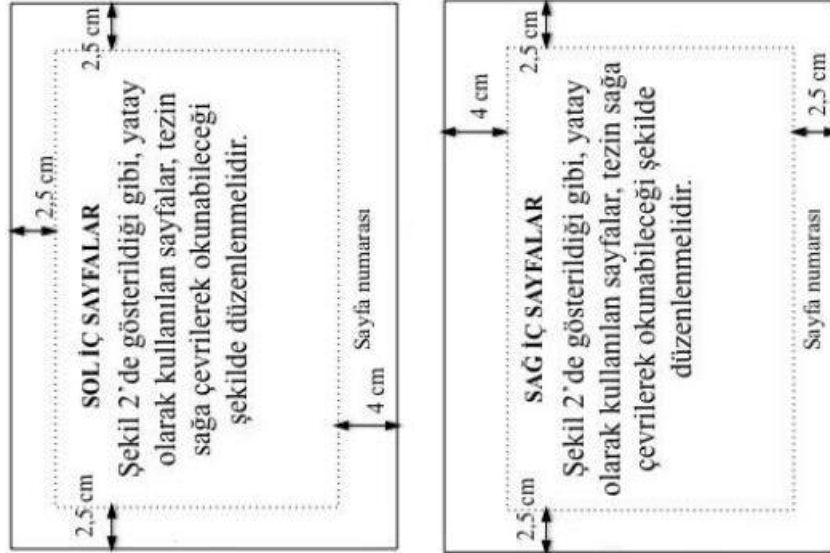 2,5 cm
2,5 cm
2,5 cm
SOL İÇ SAYFALAR
Şekil 2`de gösterildiği gibi, yatay
olarak kullanılan sayfalar, tezin
sağa çevrilerek okunabileceği
şekilde düzenlenmelidir.
Sayfa numarası
4 cm
4 cm
2,5 cm
2,5 cm
SAĞ İÇ SAYFALAR
Şekil 2`de gösterildiği gibi, yatay
olarak kullanılan sayfalar, tezin sağa
çevrilerek okunabileceği şekilde
düzenlenmelidir.
Sayfa numarası
2,5 cm